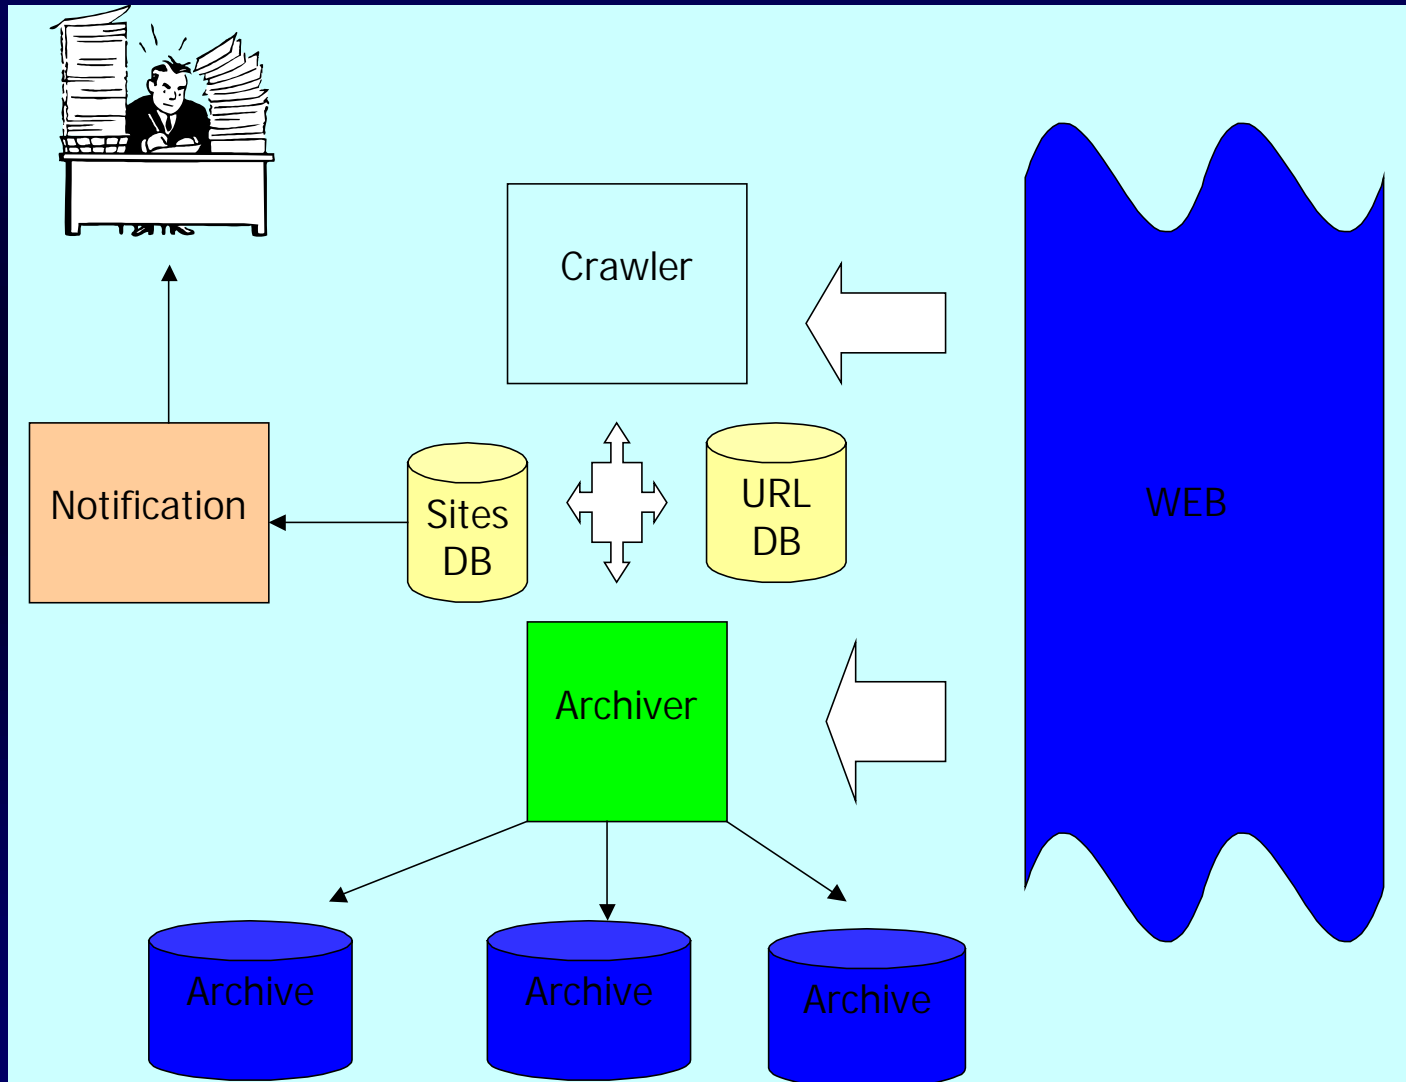 Crawler
Notification
Sites
DB
URL
DB
WEB
Archiver
Archive
Archive
Archive